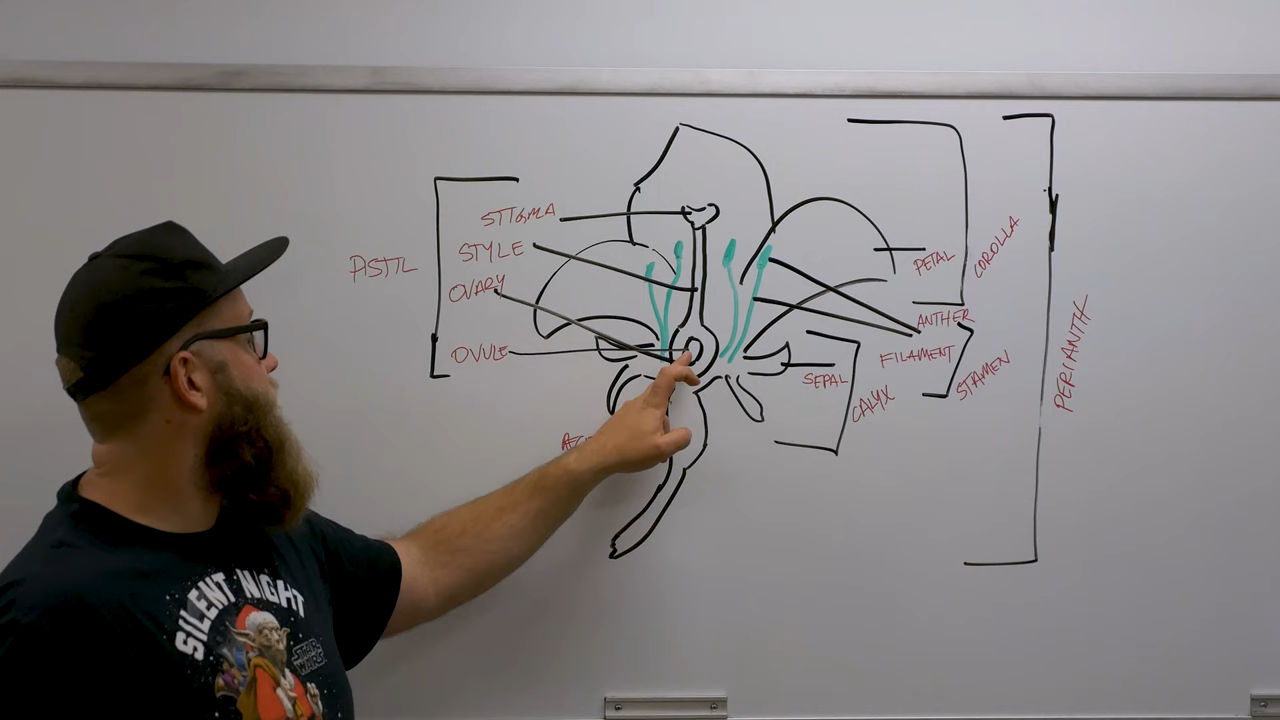 STIGMA
STYLE
PISTIL
OVARY
OVULE
PETAL
COROLLA
ANTHER
FILAMENT
STAMEN
SEPAL
CALYX
PERIANTH
SILENT NIGHT
STAR
WARS